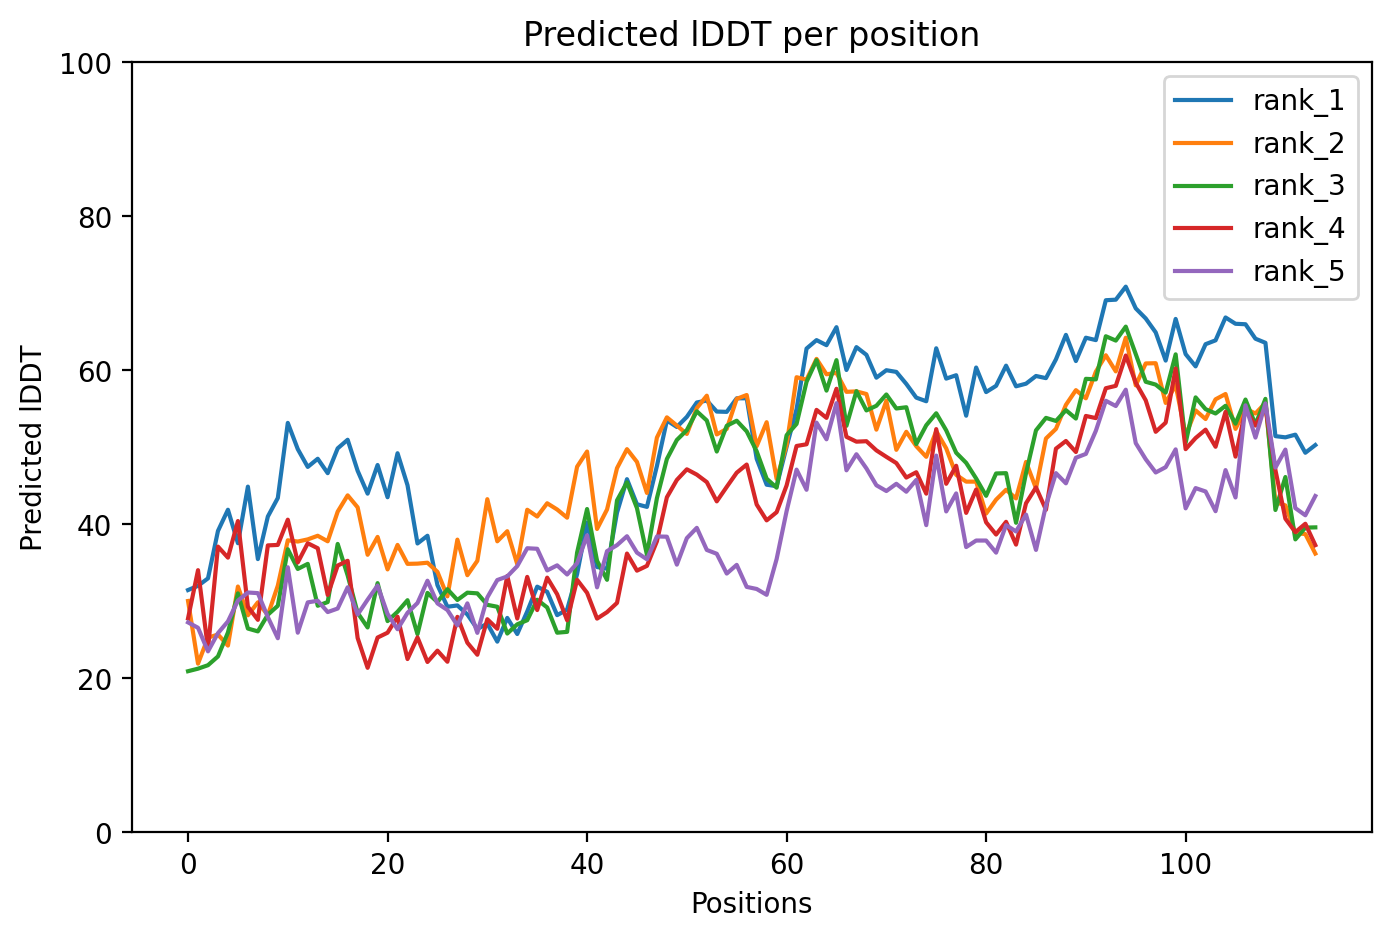 Predicted lDDT per position
Predicted lDDT
100
80
60
40
20
0
0 20 40 60 80 100
Positions
rank_1
rank_2
rank_3
rank_4
rank_5